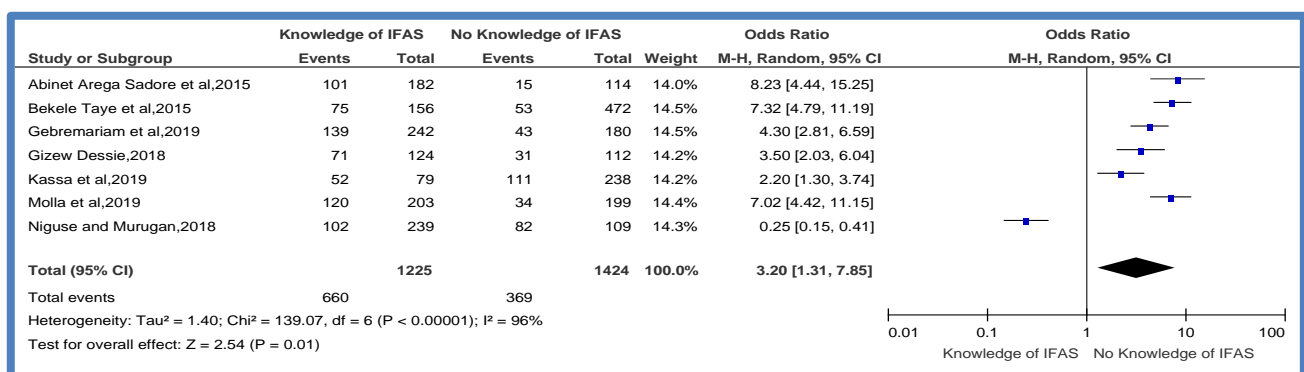 Knowledge of IFAS No Knowledge of IFAS Odds Ratio Odds Ratio
Study or Subgroup Events Total Events Total Weight M-H, Random, 95% CI M-H, Random, 95% CI
Abinet Arega Sadore et al,2015 101 182 15 114 14.0% 8.23 [4.44, 15.25]
Bekele Taye et al,2015 75 156 53 472 14.5% 7.32 [4.79, 11.19]
Gebremariam et al,2019 139 242 43 180 14.5% 4.30 [2.81, 6.59]
Gizew Dessie,2018 71 124 31 112 14.2% 3.50 [2.03, 6.04]
Kassa et al,2019 52 79 111 238 14.2% 2.20 [1.30, 3.74]
Molla et al,2019 120 203 34 199 14.4% 7.02 [4.42, 11.15]
Niguse and Murugan,2018 102 239 82 109 14.3% 0.25 [0.15, 0.41]
Total (95% CI) 1225 1424 100.0% 3.20 [1.31, 7.85]
Total events 660 369
Heterogeneity: Tau² = 1.40; Chi² = 139.07, df = 6 (P < 0.00001); I² = 96%
Test for overall effect: Z = 2.54 (P = 0.01)
0.01 0.1 1 10 100
Knowledge of IFAS No Knowledge of IFAS